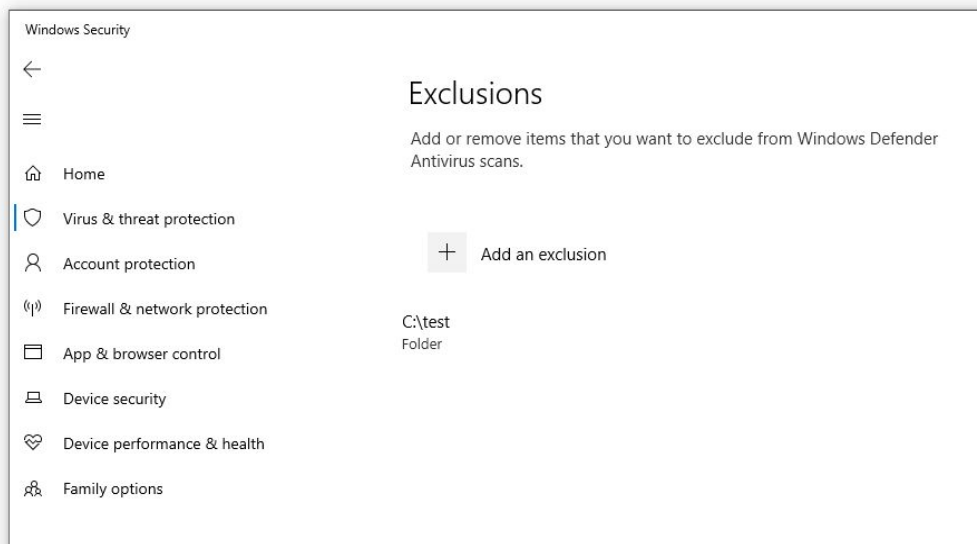 Windows Security
Home
Virus & threat protection
Account protection
Firewall & network protection
App & browser control
Device security
Device performance & health
Family options
Exclusions
Add or remove items that you want to exclude from Windows Defender
Antivirus scans.
Add an exclusion
C:\test
Folder